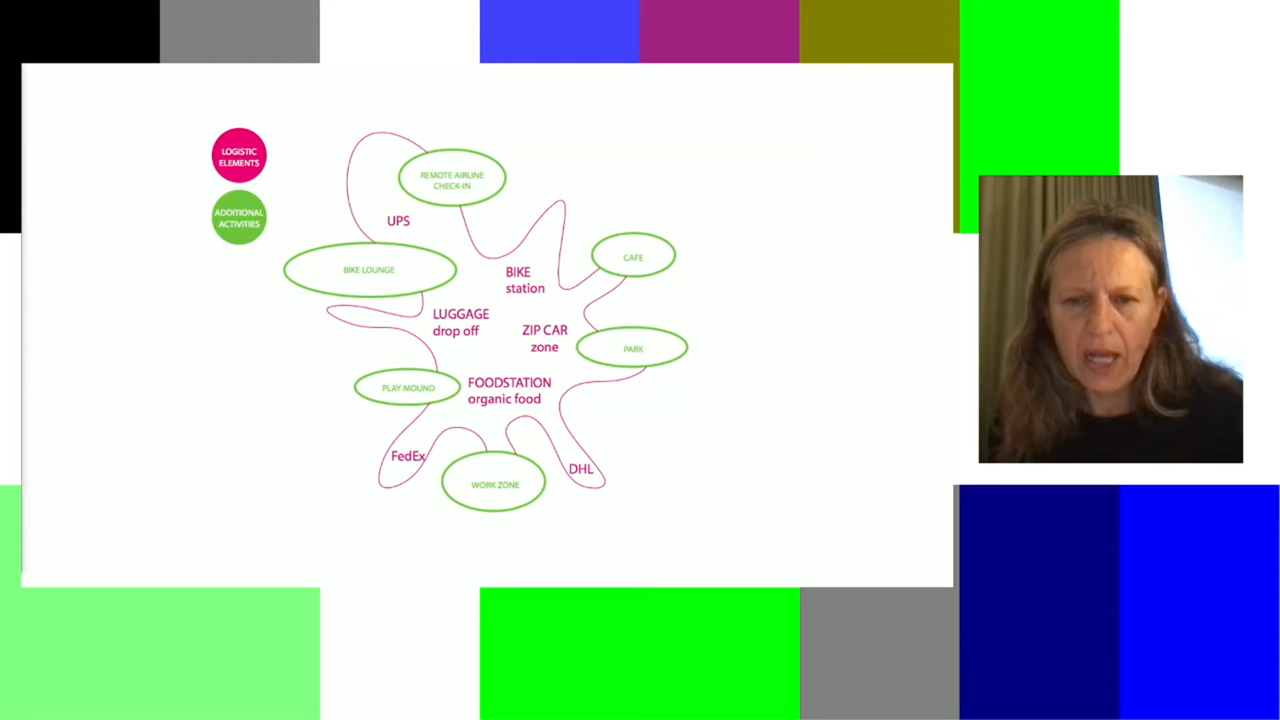 LOGISTIC
ELEMENTS
ADDITIONAL
ACTIVITIES
REMOTE AIRLINE
CHECK-IN
UPS
BIKE LOUNGE
CAFE
BIKE
station
LUGGAGE
drop off
ZIP CAR
zone
PARK
PLAY MOUND
FOODSTATION
organic food
FedEx
DHL
WORK ZONE